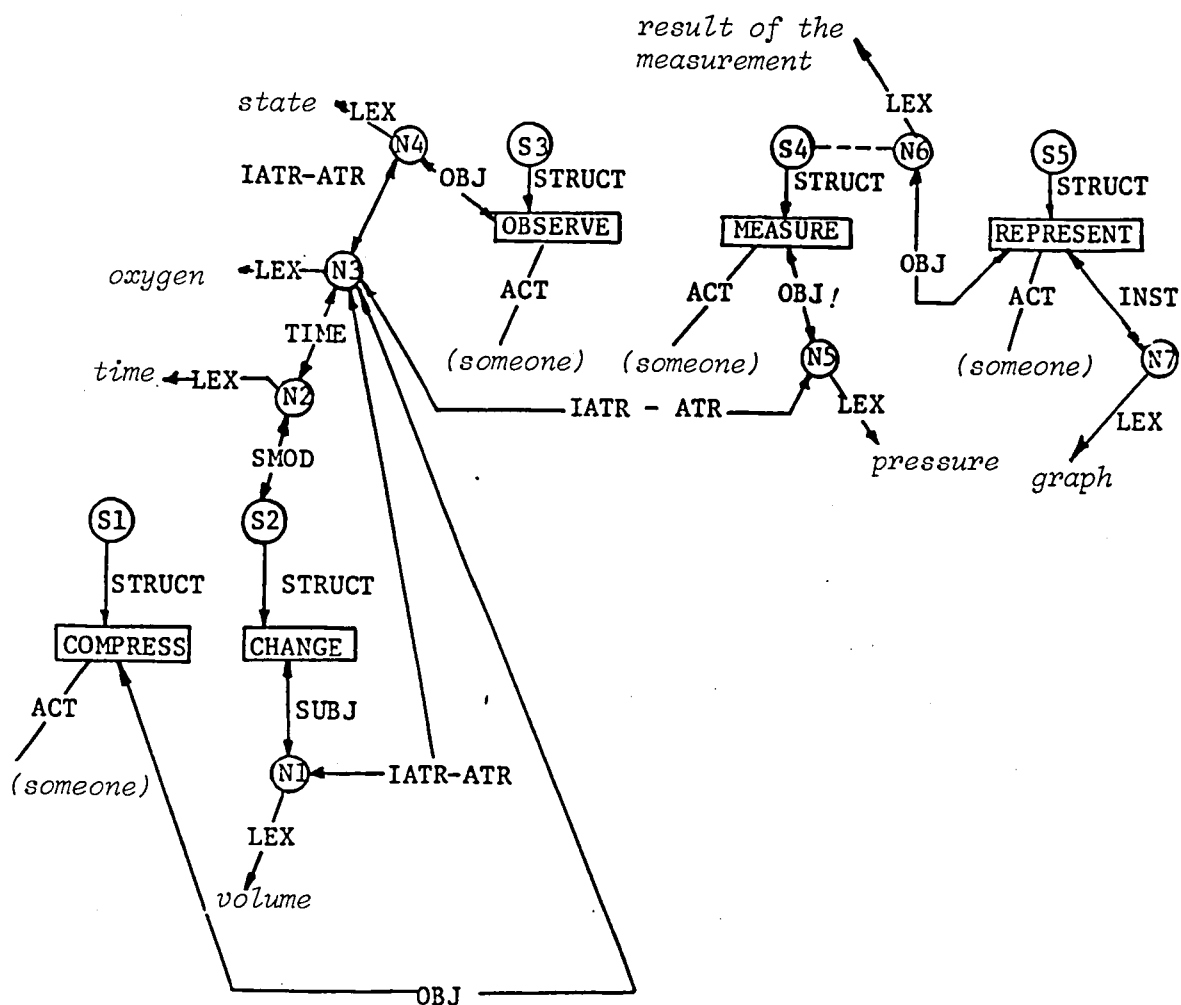 result of the
measurement
LEX
state
LEX
N4
S3
S4
N6
S5
IATR-ATR
OBJ
STRUCT
STRUCT
STRUCT
OBSERVE
MEASURE
REPRESENT
oxygen
LEX
N3
ACT
ACT
OBJ!
OBJ
ACT
INST
TIME
(someone)
(someone)
N5
(someone)
N7
time
LEX
N2
IATR - ATR
LEX
LEX
SMOD
pressure
graph
S1
S2
STRUCT
STRUCT
COMPRESS
CHANGE
ACT
SUBJ
(someone)
N1
IATR-ATR
LEX
volume
OBJ